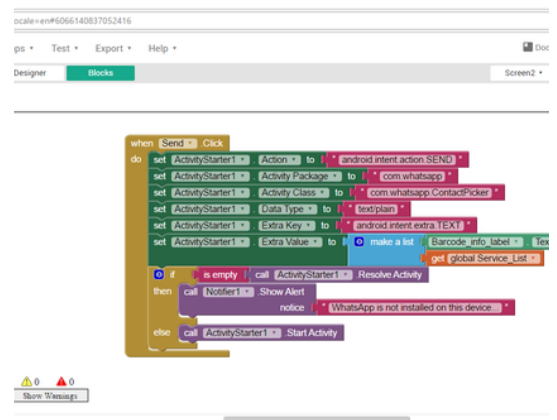 ocale=en#6066140837052416
ps Test Export Help Doc
Designer Blocks Screen2
when Send .Click
do set ActivityStarter1 . Action to " android.intent.action.SEND "
set ActivityStarter1 . Activity Package to " com.whatsapp "
set ActivityStarter1 . Activity Class to " com.whatsapp.ContactPicker
set ActivityStarter1 . Data Type to " text/plain "
set ActivityStarter1 . Extra Key to " android.intent.extra.TEXT "
set ActivityStarter1 . Extra Value to make a list Barcode_info_label . Tex
get global Service_List
if is empty call ActivityStarter1 .Resolve Activity
then call Notifier1 .Show Alert
notice " WhatsApp is not installed on this device... "
else call ActivityStarter1 .Start Activity
0 0
Show Warnings